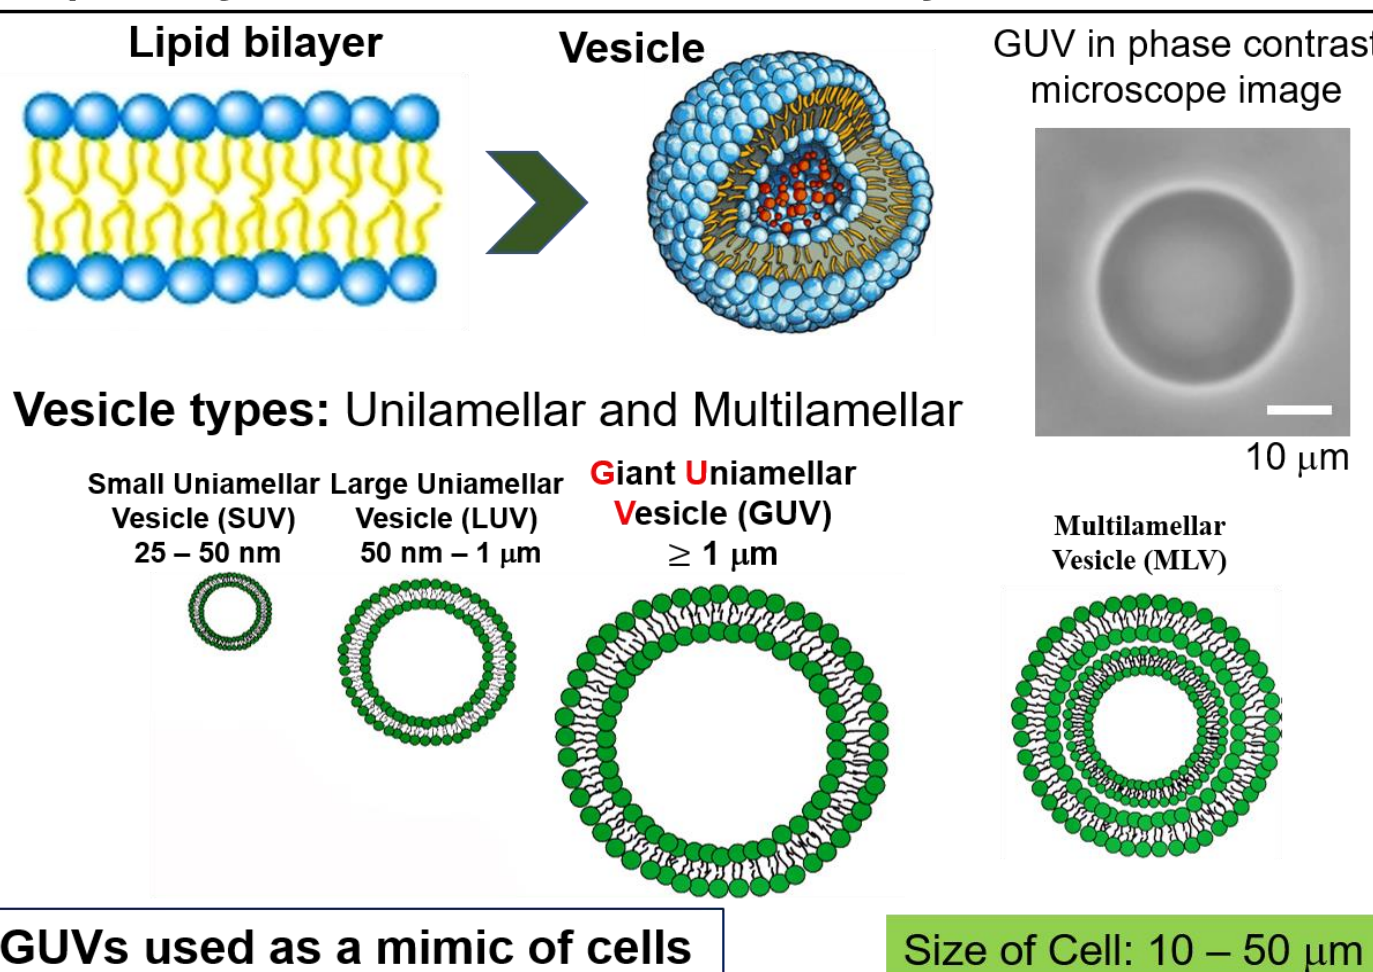 Lipid bilayer
Vesicle
GUV in phase contrast
microscope image
10 μm
Vesicle types: Unilamellar and Multilamellar
Small Uniamellar
Vesicle (SUV)
25 – 50 nm
Large Uniamellar
Vesicle (LUV)
50 nm – 1 μm
Giant Uniamellar
Vesicle (GUV)
≥ 1 μm
Multilamellar
Vesicle (MLV)
GUVs used as a mimic of cells
Size of Cell: 10 – 50 μm